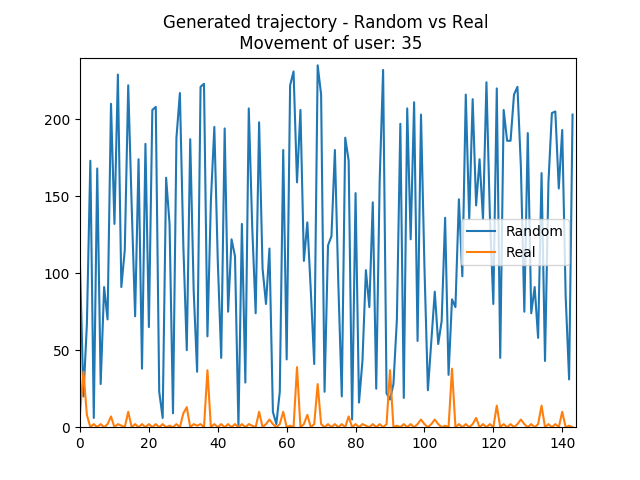 Generated trajectory - Random vs Real
Movement of user: 35
200
150
100
50
0
Random
Real
0 20 40 60 80 100 120 140